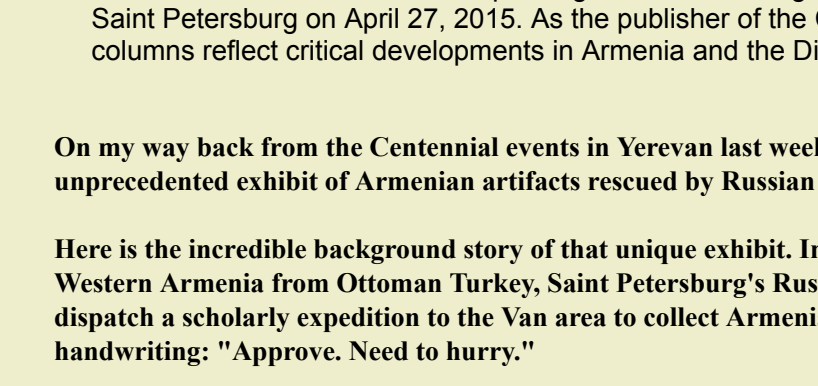 Saint Petersburg on April 27, 2015. As the publisher of the
columns reflect critical developments in Armenia and the
On my way back from the Centennial events in Yerevan last
unprecedented exhibit of Armenian artifacts rescued by Russian
Here is the incredible background story of that unique exhibit.
Western Armenia from Ottoman Turkey, Saint Petersburg's
dispatch a scholarly expedition to the Van area to collect
handwriting: "Approve. Need to hurry."